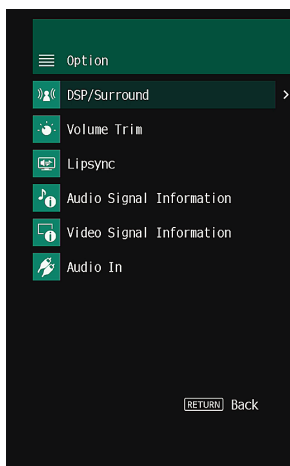 Option
DSP/Surround
Volume Trim
Lipsync
Audio Signal Information
Video Signal Information
Audio In
RETURN Back